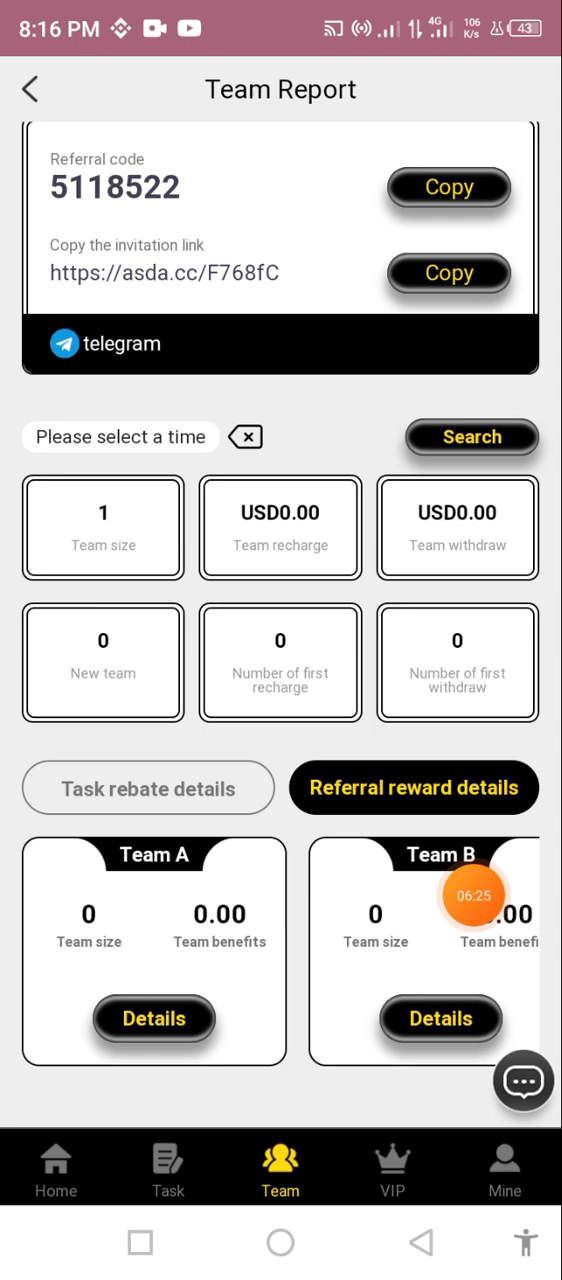 8:16 PM 4G 106 K/s 43
Team Report
Referral code
5118522
Copy
Copy the invitation link
https://asda.cc/F768fC
Copy
telegram
Please select a time
Search
1
Team size
USD0.00
Team recharge
USD0.00
Team withdraw
0
New team
0
Number of first
recharge
0
Number of first
withdraw
Task rebate details
Referral reward details
Team A
0
Team size
0.00
Team benefits
Details
Team B
0
Team size
.00
Team benefi
06:25
Details
Home
Task
Team
VIP
Mine